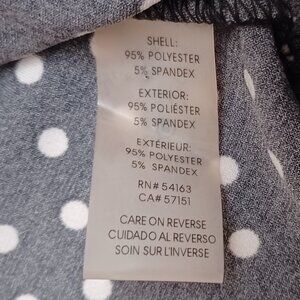 SHELL:
95% POLYESTER
5% SPANDEX
EXTERIOR:
95% POLIÉSTER
5% SPANDEX
EXTÉRIEUR:
95% POLYESTER
5% SPANDEX
RN# 54163
CA# 57151
CARE ON REVERSE
CUIDADO AL REVERSO
SOIN SUR L'INVERSE